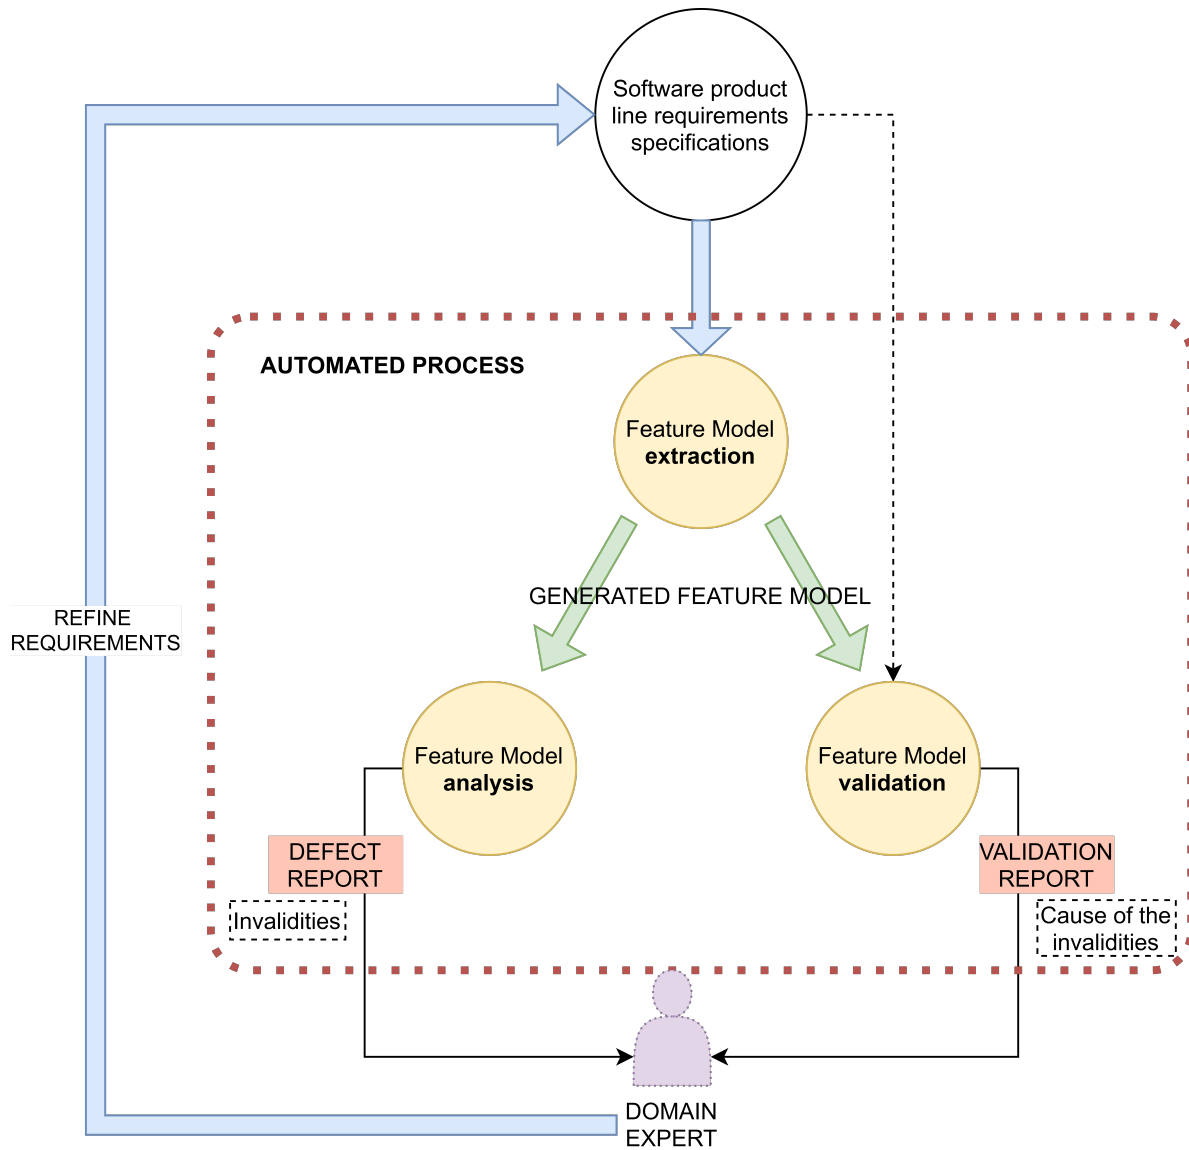 Software product
line requirements
specifications
AUTOMATED PROCESS
Feature Model
extraction
GENERATED FEATURE MODEL
REFINE
REQUIREMENTS
Feature Model
analysis
Feature Model
validation
DEFECT
REPORT
VALIDATION
REPORT
Invalidities
Cause of the
invalidities
DOMAIN
EXPERT